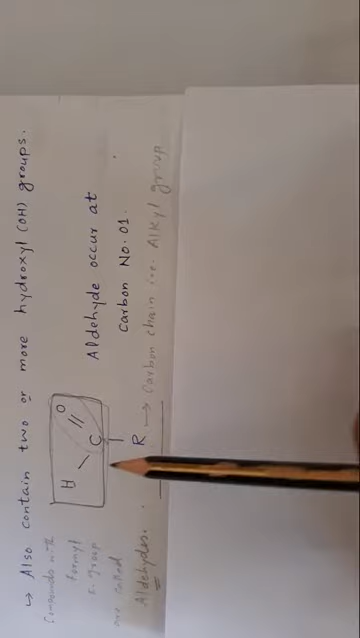 ↳ Also contain two or more hydroxyl (OH) groups.
Compounds with
formyl
group
are called
Aldehydes.
H
C
O
R → Carbon chain i.e. Alkyl group
Aldehyde occur at
Carbon No. 01.